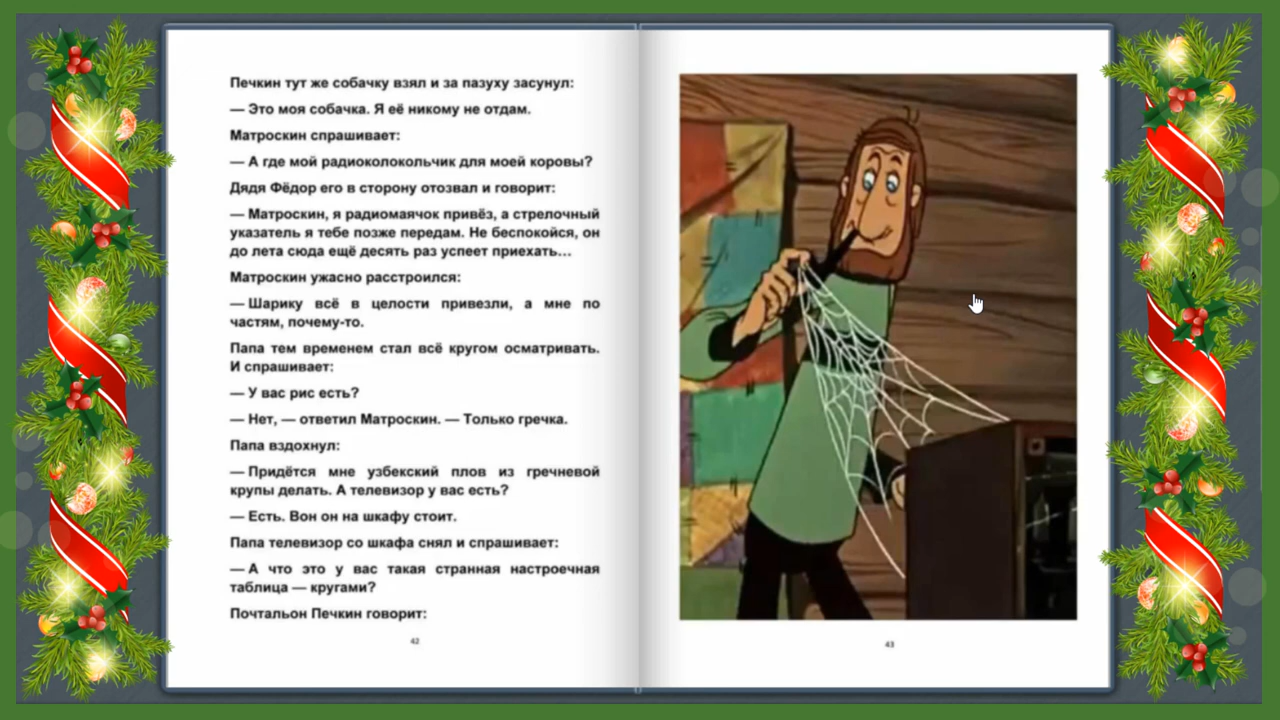 Печкин тут же собачку взял и за пазуху засунул:
— Это моя собачка. Я её никому не отдам.
Матроскин спрашивает:
— А где мой радиоколокольчик для моей коровы?
Дядя Фёдор его в сторону отозвал и говорит:
— Матроскин, я радиомаячок привёз, а стрелочный
указатель я тебе позже передам. Не беспокойся, он
до лета сюда ещё десять раз успеет приехать...
Матроскин ужасно расстроился:
— Шарику всё в целости привезли, а мне по
частям, почему-то.
Папа тем временем стал всё кругом осматривать.
И спрашивает:
— У вас рис есть?
— Нет, — ответил Матроскин. — Только гречка.
Папа вздохнул:
— Придётся мне узбекский плов из гречневой
крупы делать. А телевизор у вас есть?
— Есть. Вон он на шкафу стоит.
Папа телевизор со шкафа снял и спрашивает:
— А что это у вас такая странная настроечная
таблица — кругами?
Почтальон Печкин говорит:
42
43